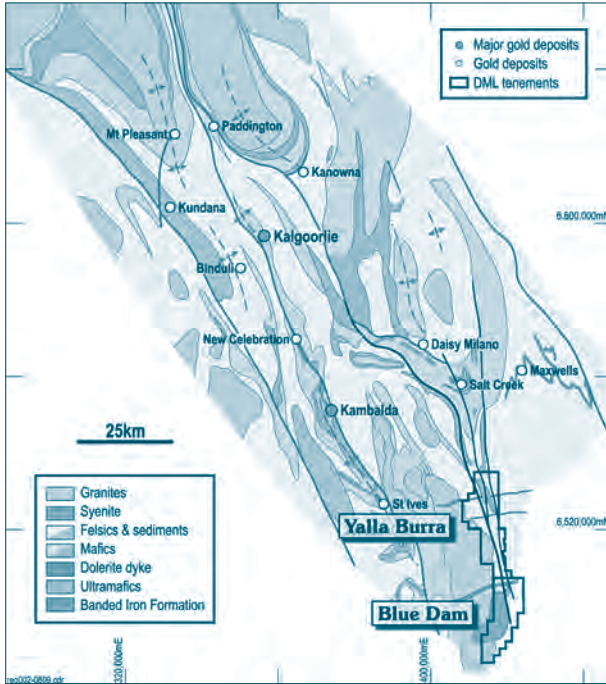 Major gold deposits
Gold deposits
DML tenements
Mt Pleasant
Paddington
Kanowna
Kundana
6,600,000mN
Kalgoorlie
Binduli
New Celebration
Daisy Milano
Maxwells
Salt Creek
Kambalda
25km
Granites
Syenite
Felsics & sediments
Mafics
Dolerite dyke
Ultramafics
Banded Iron Formation
St Ives
Yalla Burra
6,520,000mN
Blue Dam
320,000mE
400,000mE